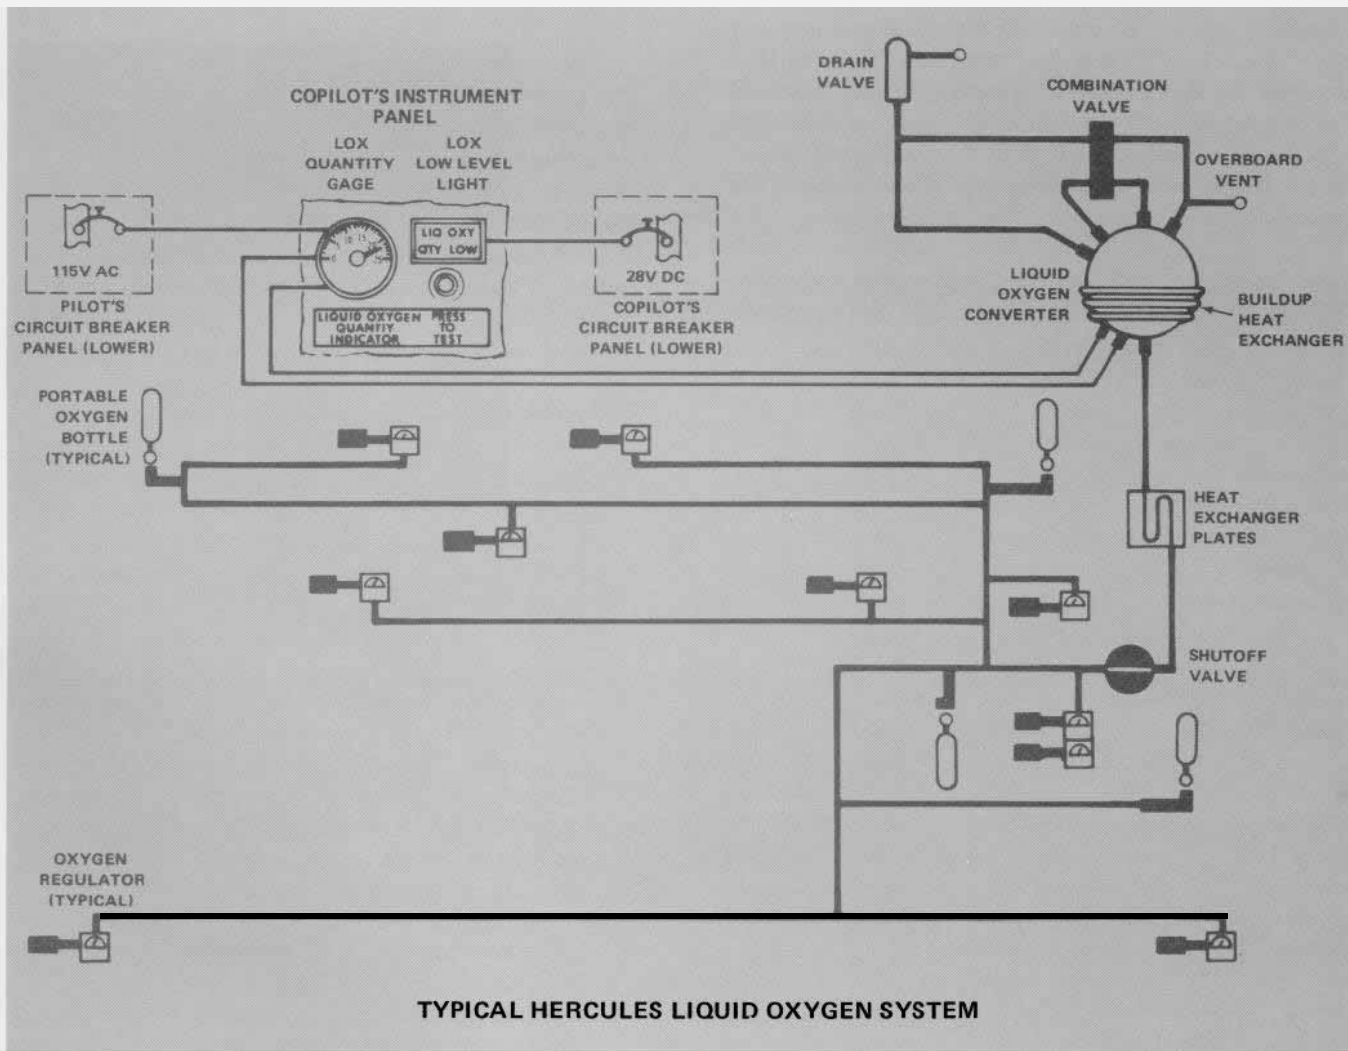 DRAIN
VALVE
COMBINATION
VALVE
COPILOT'S INSTRUMENT
PANEL
LOX
QUANTITY
GAGE
LOX
LOW LEVEL
LIGHT
OVERBOARD
VENT
115V AC
PILOT'S
CIRCUIT BREAKER
PANEL (LOWER)
LIQ OXY
QTY LOW
LIQUID OXYGEN
QUANTITY
INDICATOR
PRESS
TO
TEST
28V DC
COPILOT'S
CIRCUIT BREAKER
PANEL (LOWER)
LIQUID
OXYGEN
CONVERTER
BUILDUP
HEAT
EXCHANGER
PORTABLE
OXYGEN
BOTTLE
(TYPICAL)
HEAT
EXCHANGER
PLATES
SHUTOFF
VALVE
OXYGEN
REGULATOR
(TYPICAL)
TYPICAL HERCULES LIQUID OXYGEN SYSTEM